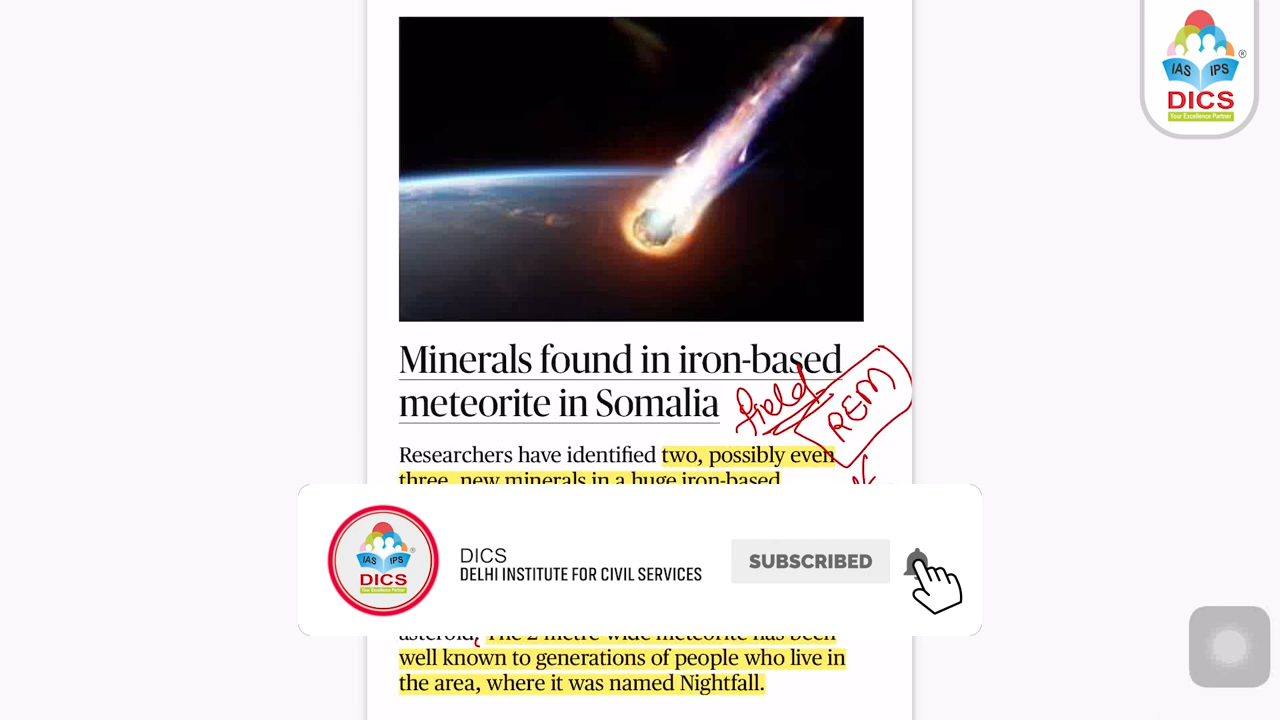 IAS IPS
DICS
Your Excellence Partner
Minerals found in iron-based
meteorite in Somalia
field
REM
Researchers have identified two, possibly even
three, new minerals in a huge iron-based
IAS IPS
DICS
Your Excellence Partner
DICS
DELHI INSTITUTE FOR CIVIL SERVICES
SUBSCRIBED
asteroid. The 2-metre-wide meteorite has been
well known to generations of people who live in
the area, where it was named Nightfall.